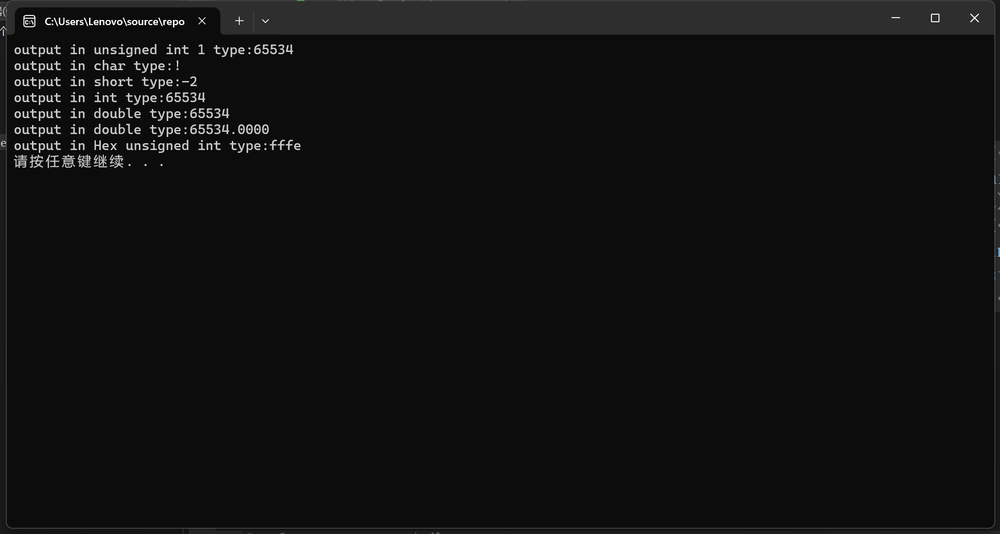 C:\Users\Lenovo\source\repo
output in unsigned int 1 type:65534
output in char type:!
output in short type:-2
output in int type:65534
output in double type:65534
output in double type:65534.0000
output in Hex unsigned int type:fffe
请按任意键继续. . .